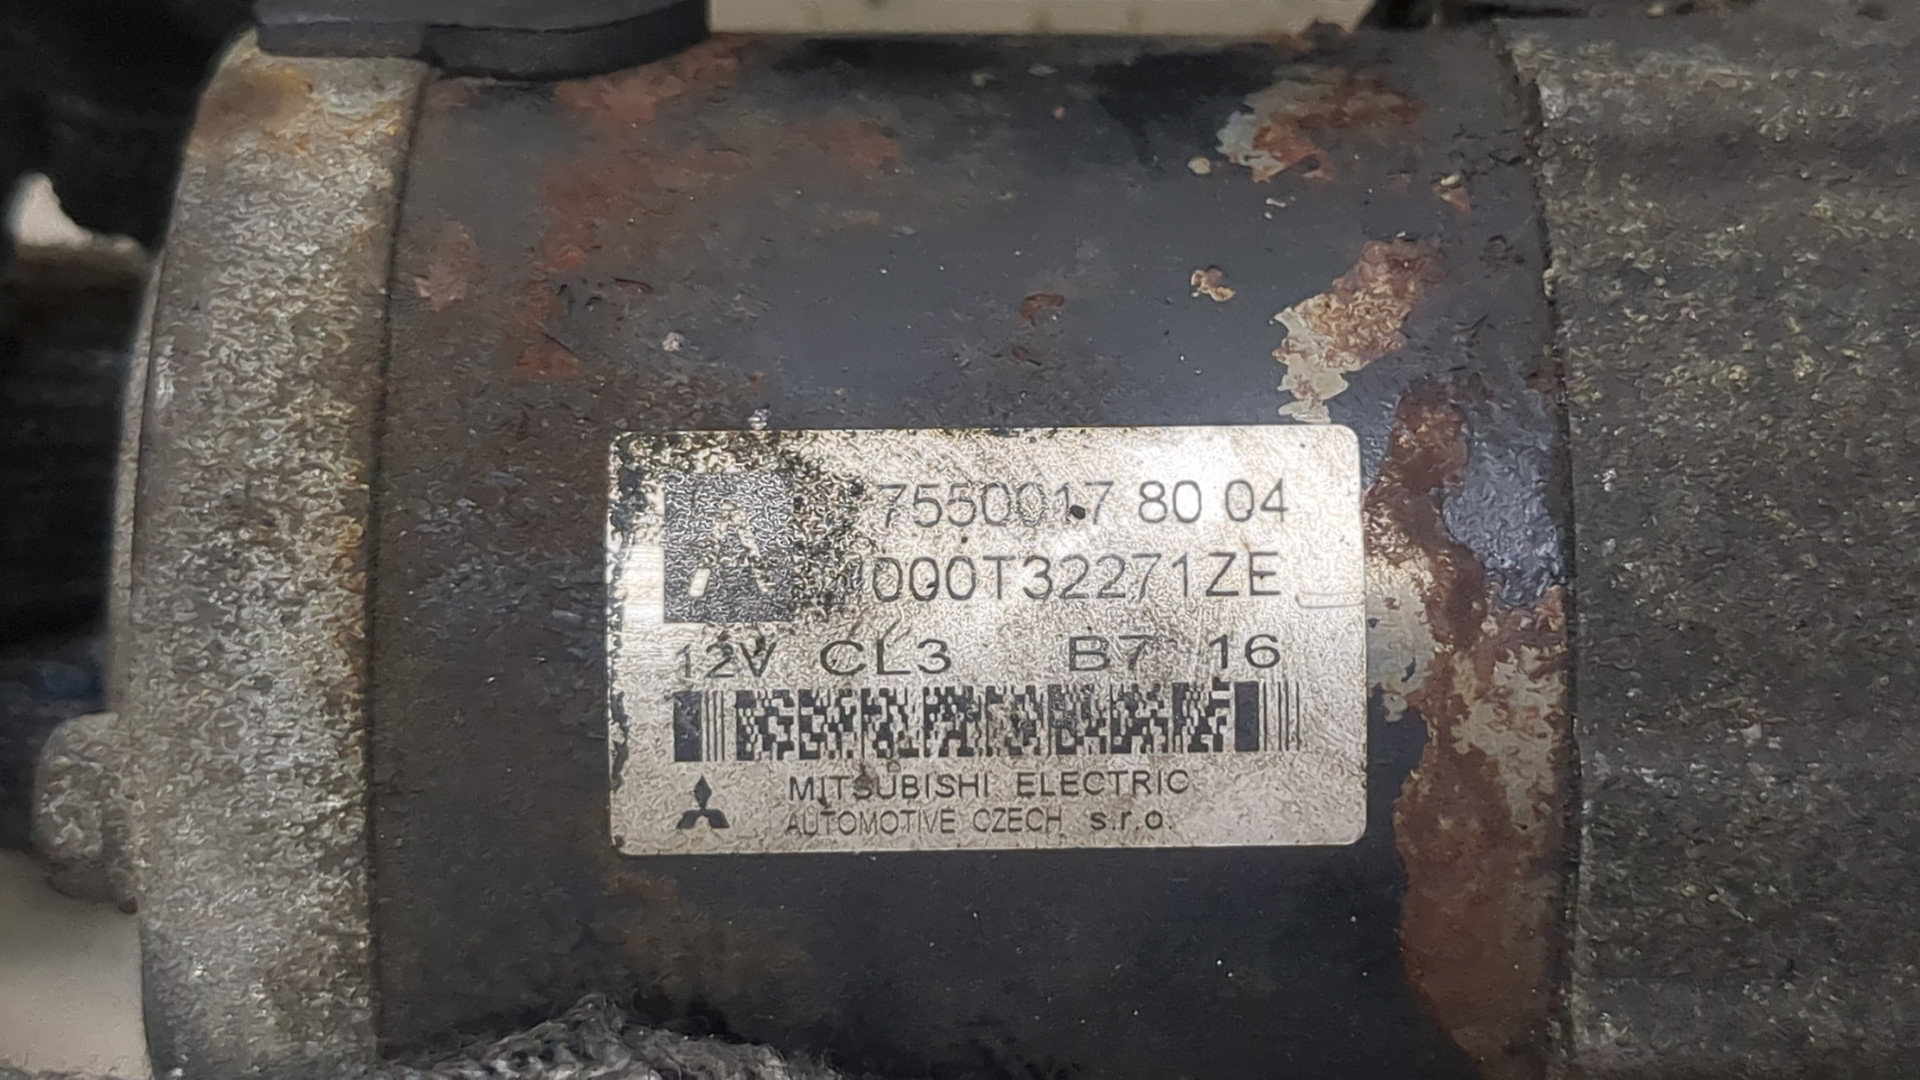 7550017 80 04
000T32271ZE
12V CL3 B7 16
MITSUBISHI ELECTRIC
AUTOMOTIVE CZECH s.r.o.